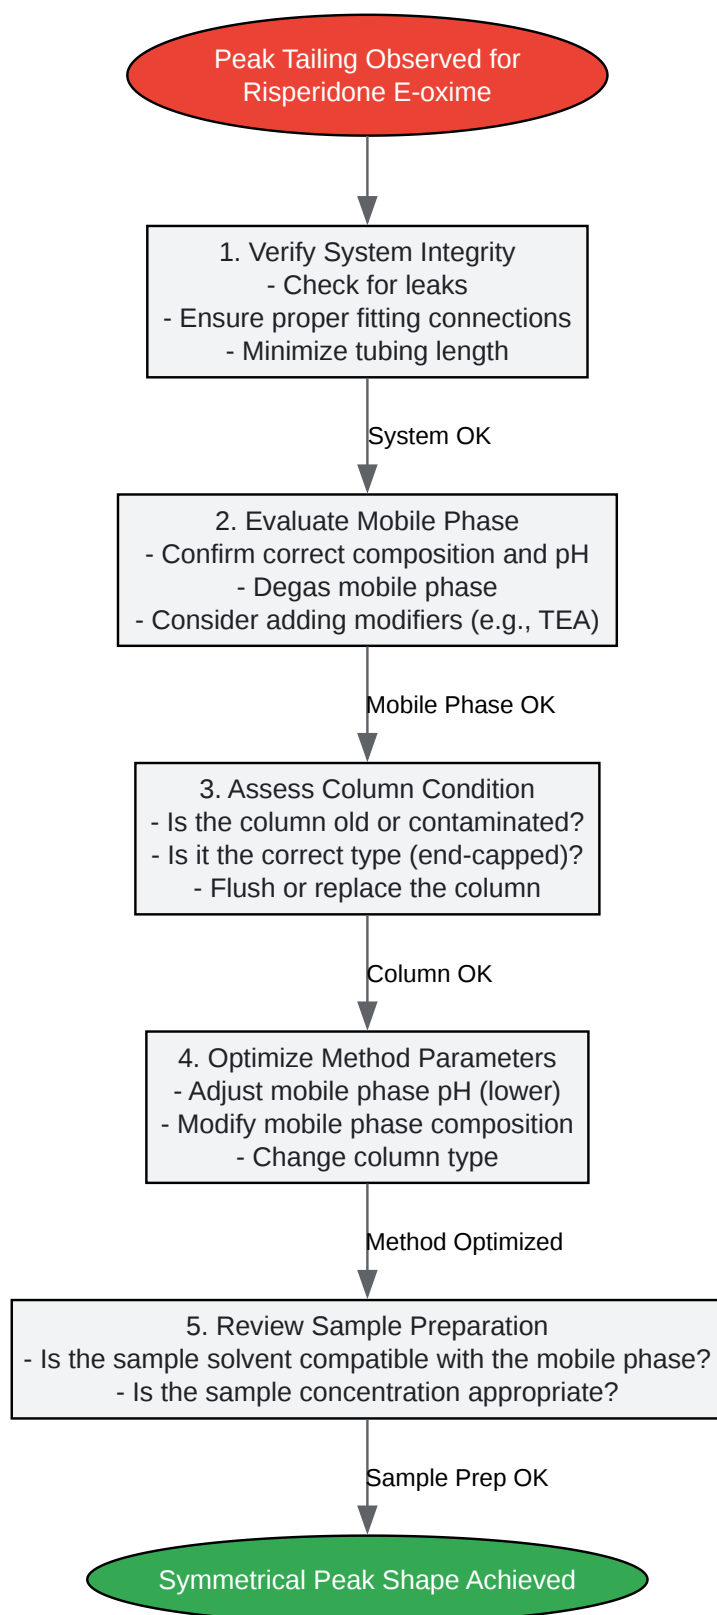 Peak Tailing Observed for
Risperidone E-oxime
1. Verify System Integrity
- Check for leaks
- Ensure proper fitting connections
- Minimize tubing length
System OK
2. Evaluate Mobile Phase
- Confirm correct composition and pH
- Degas mobile phase
- Consider adding modifiers (e.g., TEA)
Mobile Phase OK
3. Assess Column Condition
- Is the column old or contaminated?
- Is it the correct type (end-capped)?
- Flush or replace the column
Column OK
4. Optimize Method Parameters
- Adjust mobile phase pH (lower)
- Modify mobile phase composition
- Change column type
Method Optimized
5. Review Sample Preparation
- Is the sample solvent compatible with the mobile phase?
- Is the sample concentration appropriate?
Sample Prep OK
Symmetrical Peak Shape Achieved